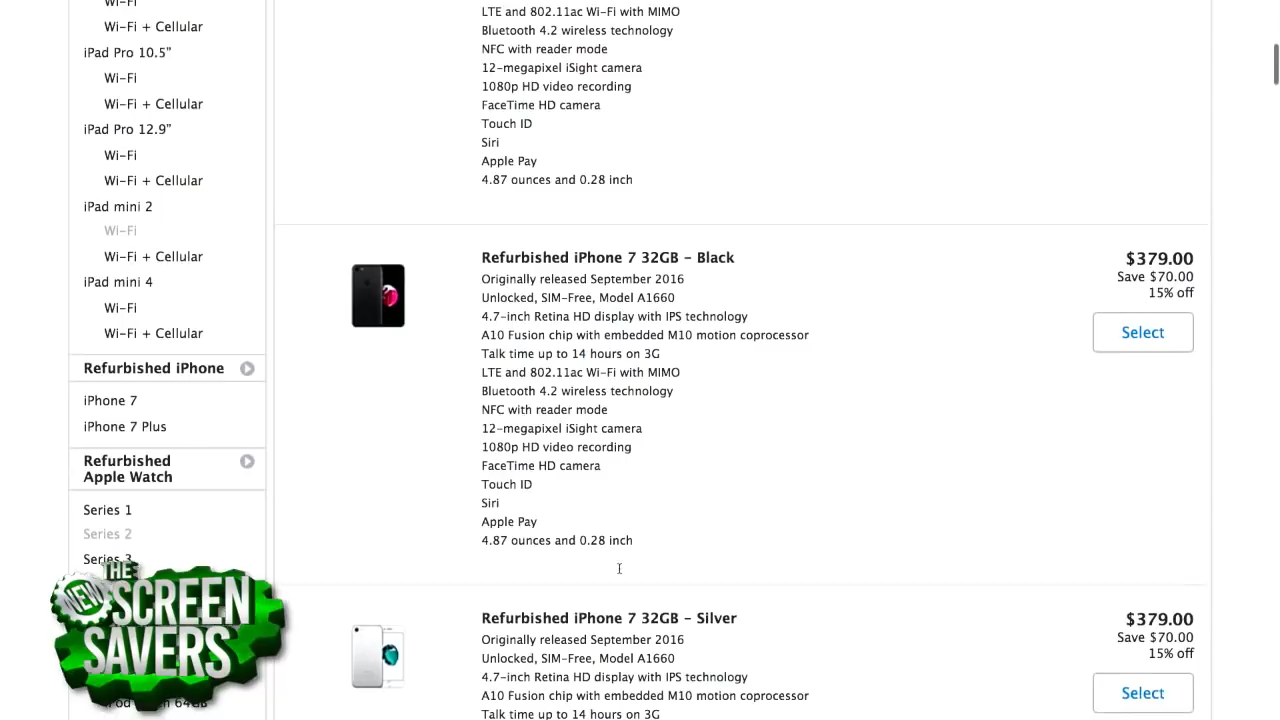 Wi-Fi
Wi-Fi + Cellular
iPad Pro 10.5”
Wi-Fi
Wi-Fi + Cellular
iPad Pro 12.9”
Wi-Fi
Wi-Fi + Cellular
iPad mini 2
Wi-Fi
Wi-Fi + Cellular
iPad mini 4
Wi-Fi
Wi-Fi + Cellular
Refurbished iPhone
iPhone 7
iPhone 7 Plus
Refurbished
Apple Watch
Series 1
Series 2
Series 3
THE
NEW SCREEN
SAVERS
64GB
LTE and 802.11ac Wi-Fi with MIMO
Bluetooth 4.2 wireless technology
NFC with reader mode
12-megapixel iSight camera
1080p HD video recording
FaceTime HD camera
Touch ID
Siri
Apple Pay
4.87 ounces and 0.28 inch
Refurbished iPhone 7 32GB - Black
Originally released September 2016
Unlocked, SIM-Free, Model A1660
4.7-inch Retina HD display with IPS technology
A10 Fusion chip with embedded M10 motion coprocessor
Talk time up to 14 hours on 3G
LTE and 802.11ac Wi-Fi with MIMO
Bluetooth 4.2 wireless technology
NFC with reader mode
12-megapixel iSight camera
1080p HD video recording
FaceTime HD camera
Touch ID
Siri
Apple Pay
4.87 ounces and 0.28 inch
$379.00
Save $70.00
15% off
Select
Refurbished iPhone 7 32GB - Silver
Originally released September 2016
Unlocked, SIM-Free, Model A1660
4.7-inch Retina HD display with IPS technology
A10 Fusion chip with embedded M10 motion coprocessor
Talk time up to 14 hours on 3G
$379.00
Save $70.00
15% off
Select